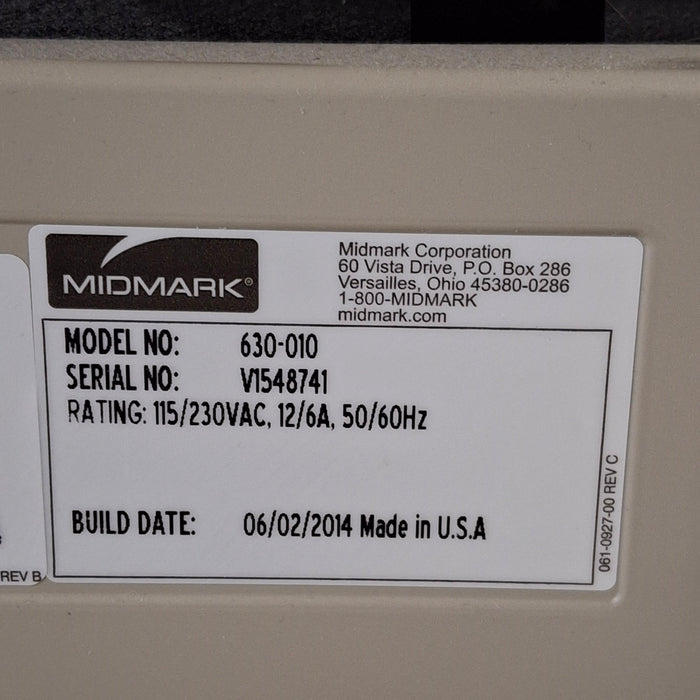 MIDMARK®
Midmark Corporation
60 Vista Drive, P.O. Box 286
Versailles, Ohio 45380-0286
1-800-MIDMARK
midmark.com
MODEL NO: 630-010
SERIAL NO: V1548741
RATING: 115/230VAC, 12/6A, 50/60Hz
BUILD DATE: 06/02/2014 Made in U.S.A
061-0927-00 REV C
REV B